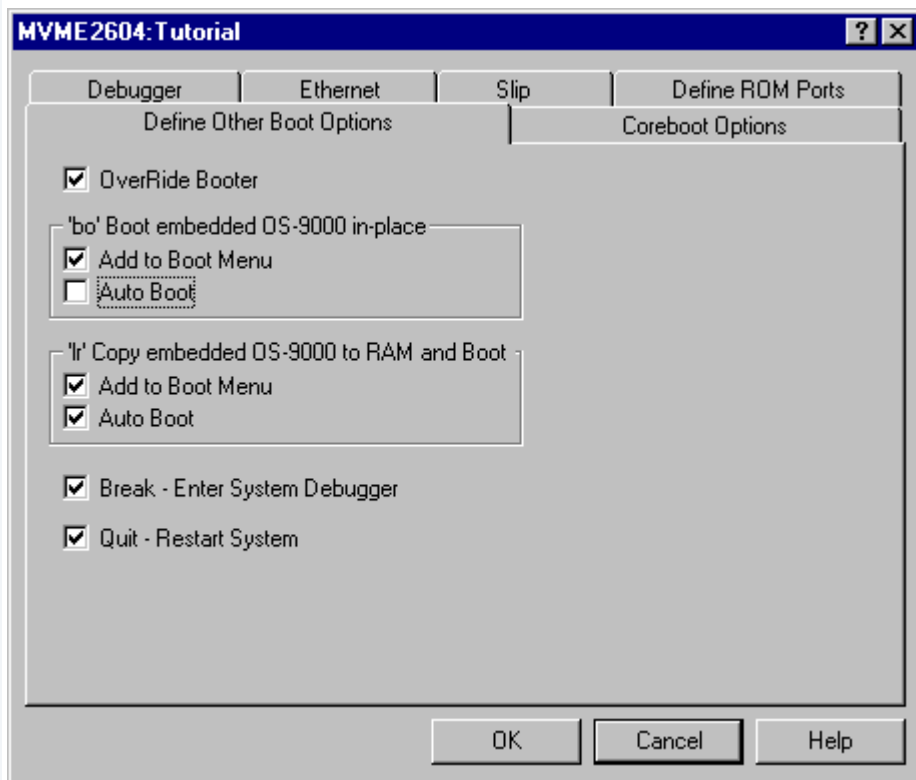 MVME2604:Tutorial
Debugger Ethernet Slip Define ROM Ports
Define Other Boot Options Coreboot Options
OverRide Booter
'bo' Boot embedded OS-9000 in-place
Add to Boot Menu
Auto Boot
'lr' Copy embedded OS-9000 to RAM and Boot
Add to Boot Menu
Auto Boot
Break - Enter System Debugger
Quit - Restart System
OK Cancel Help